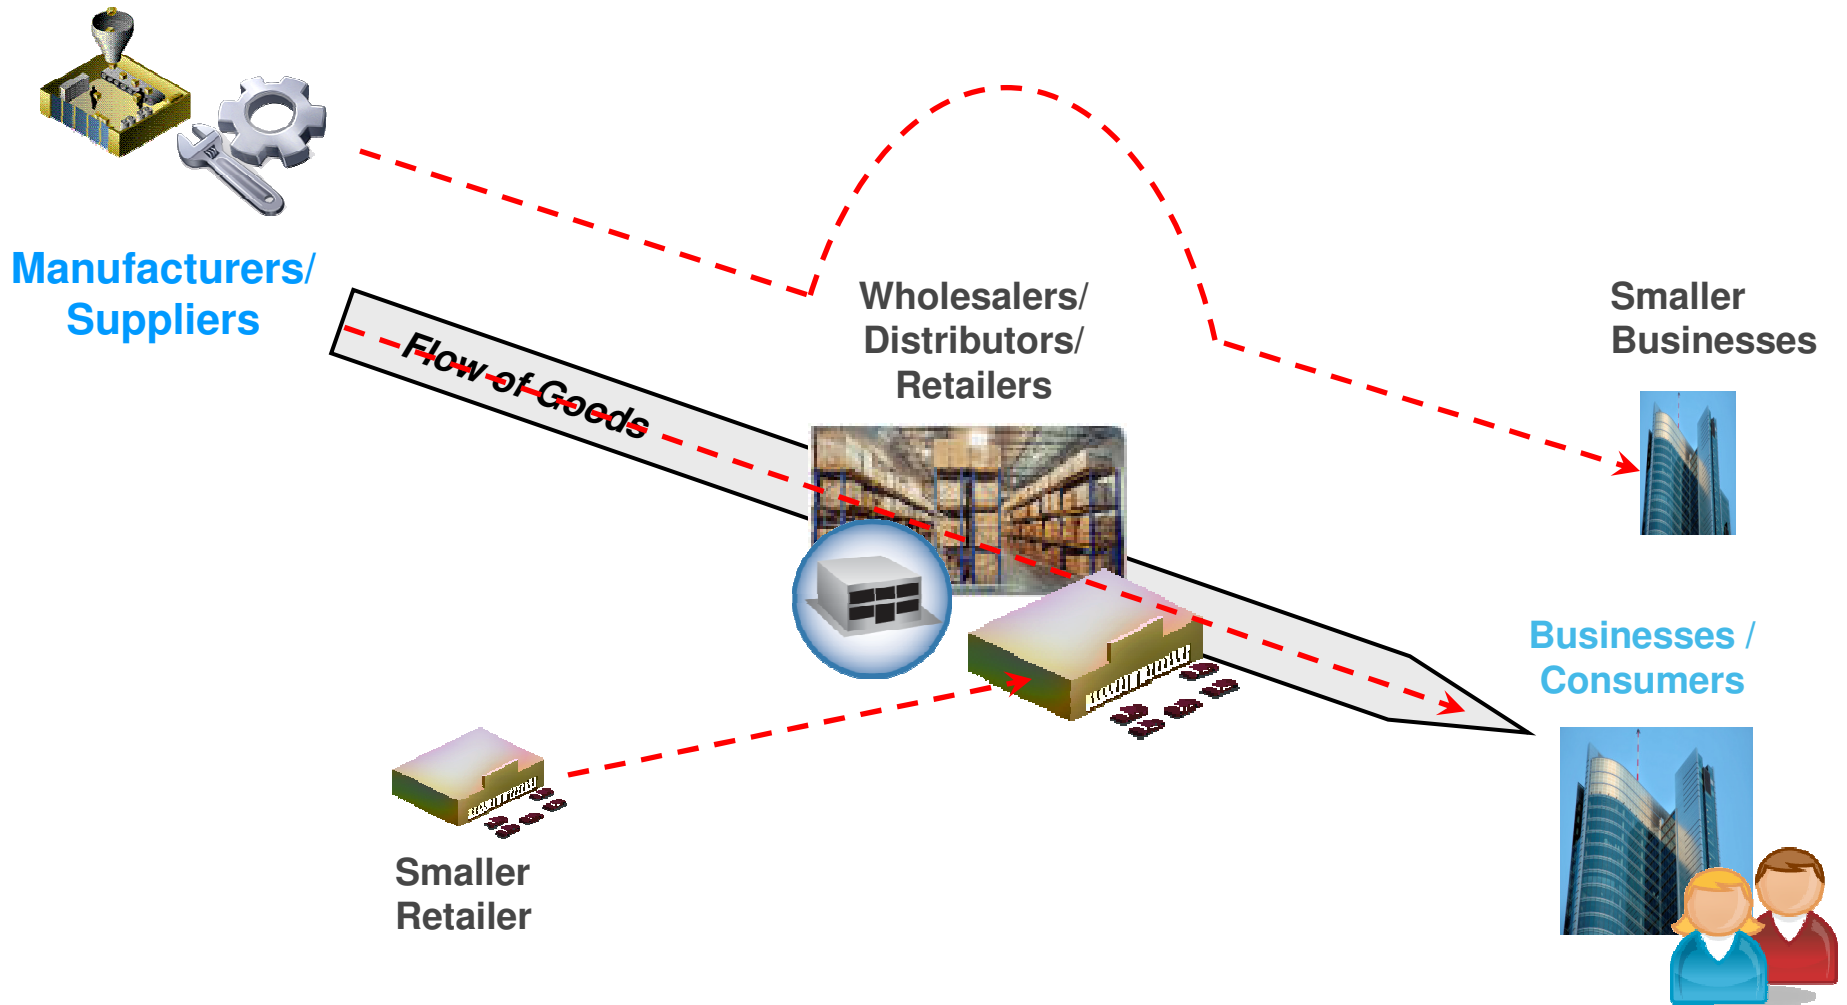 Manufacturers/
Suppliers
Flow of Goods
Wholesalers/
Distributors/
Retailers
Smaller
Businesses
Businesses /
Consumers
Smaller
Retailer